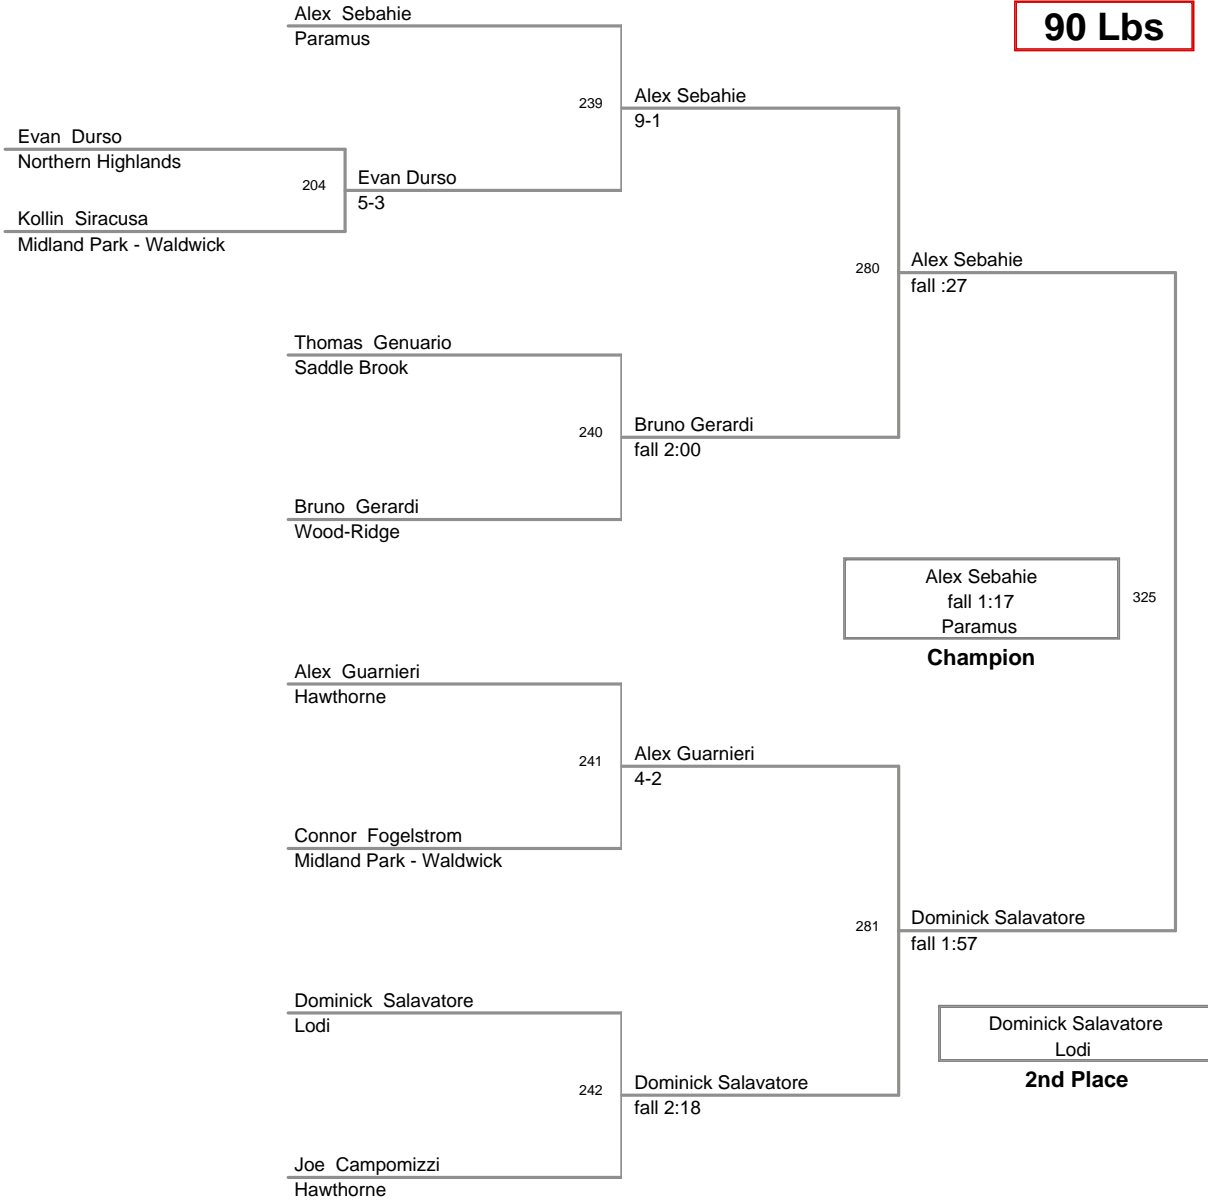 90 Lbs
Alex Sebahie
Paramus
239
Alex Sebahie
9-1
Evan Durso
Northern Highlands
204
Evan Durso
5-3
Kollin Siracusa
Midland Park - Waldwick
280
Alex Sebahie
fall :27
Thomas Genuario
Saddle Brook
240
Bruno Gerardi
fall 2:00
Bruno Gerardi
Wood-Ridge
Alex Sebahie
fall 1:17
Paramus
325
Champion
Alex Guarnieri
Hawthorne
241
Alex Guarnieri
4-2
Connor Fogelstrom
Midland Park - Waldwick
281
Dominick Salavatore
fall 1:57
Dominick Salavatore
Lodi
Dominick Salavatore
Lodi
2nd Place
242
Dominick Salavatore
fall 2:18
Joe Campomizzi
Hawthorne